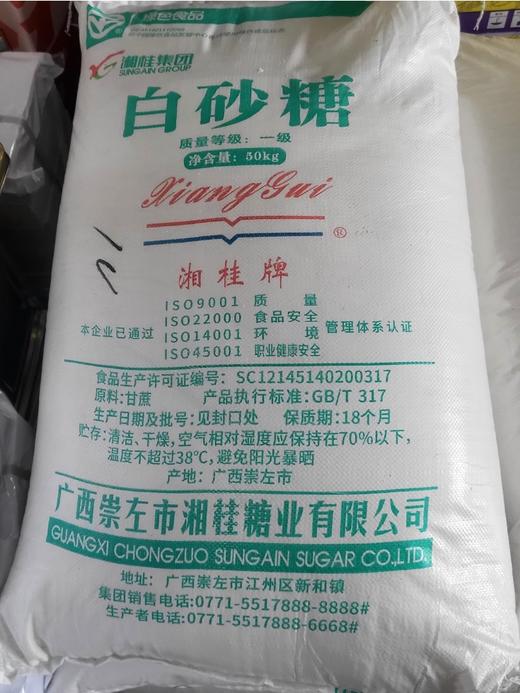 绿色食品
湘桂集团
SUNGAIN GROUP
白砂糖
质量等级：一级
净含量：50kg
XiangGui
®
湘桂牌
本企业已通过
ISO9001 质量
ISO22000 食品安全
ISO14001 环境
ISO45001 职业健康安全
管理体系认证
食品生产许可证编号：SC12145140200317
原料：甘蔗 产品执行标准：GB/T 317
生产日期及批号：见封口处 保质期：18个月
贮存：清洁、干燥，空气相对湿度应保持在70%以下，
温度不超过38℃，避免阳光暴晒
产地：广西崇左市
广西崇左市湘桂糖业有限公司
GUANGXI CHONGZUO SUNGAIN SUGAR CO.,LTD.
地址：广西崇左市江州区新和镇
集团销售电话：0771-5517888-8888#
生产者电话：0771-5517888-6668#